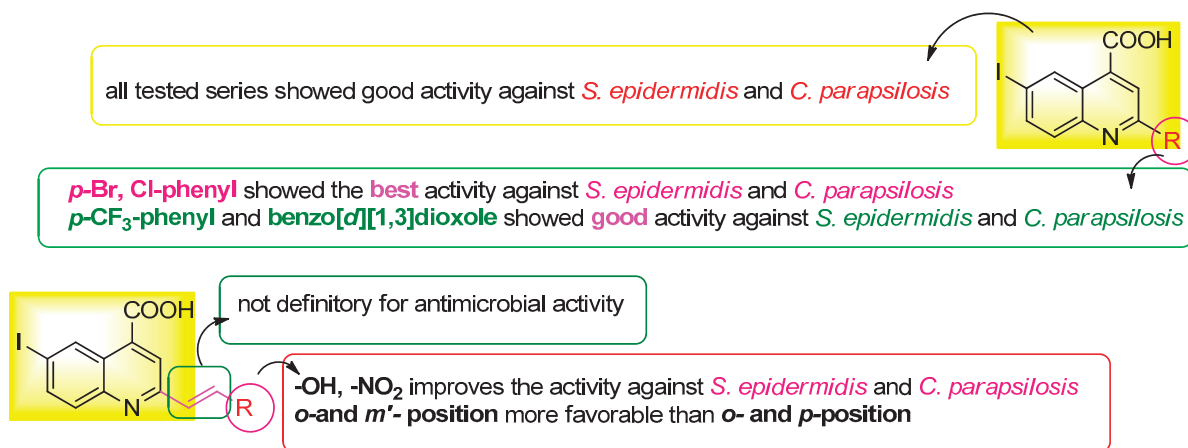 COOH
I
N
R
all tested series showed good activity against S. epidermidis and C. parapsilosis
p-Br, Cl-phenyl showed the best activity against S. epidermidis and C. parapsilosis
p-CF₃-phenyl and benzo[d][1,3]dioxole showed good activity against S. epidermidis and C. parapsilosis
not definitory for antimicrobial activity
COOH
I
N
R
-OH, -NO₂ improves the activity against S. epidermidis and C. parapsilosis
o-and m'- position more favorable than o- and p-position